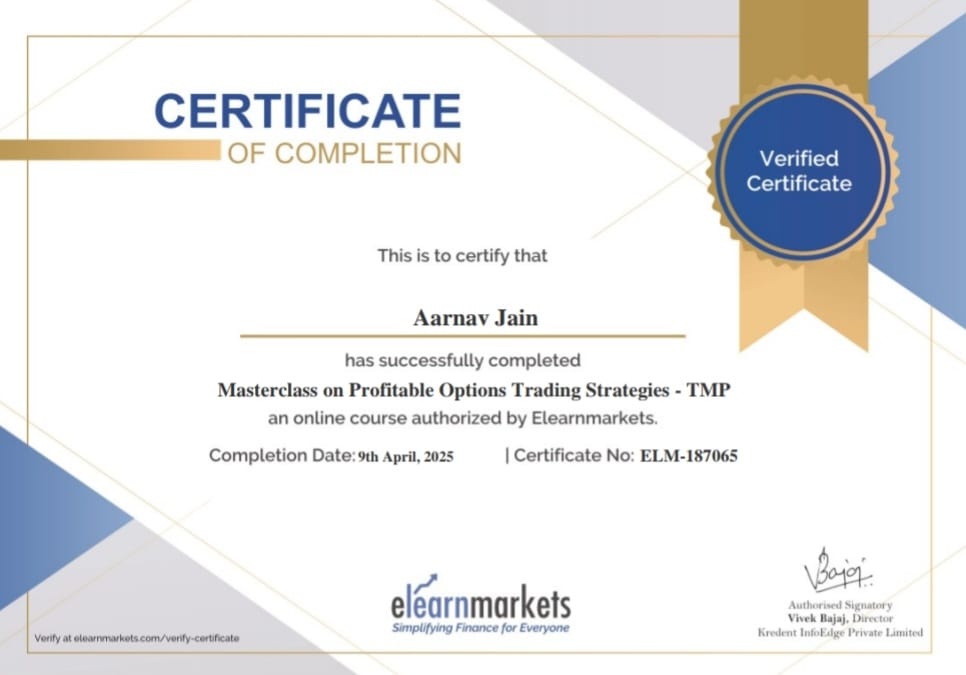 CERTIFICATE
OF COMPLETION
Verified
Certificate
This is to certify that
Aarnav Jain
has successfully completed
Masterclass on Profitable Options Trading Strategies - TMP
an online course authorized by Elearnmarkets.
Completion Date: 9th April, 2025 | Certificate No: ELM-187065
elearnmarkets
Simplifying Finance for Everyone
Bajaj
Authorised Signatory
Vivek Bajaj, Director
Kredent InfoEdge Private Limited
Verify at elearnmarkets.com/verify-certificate